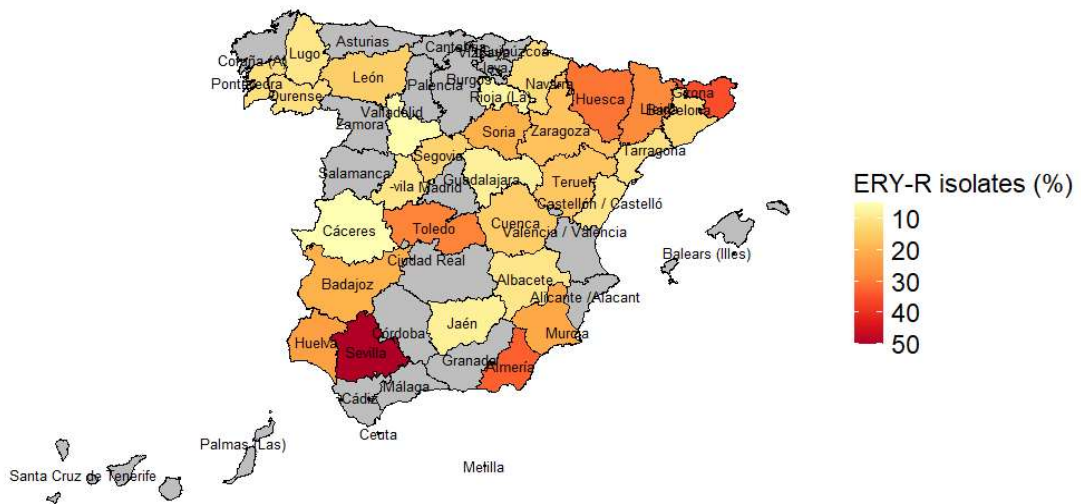 Asturias
Cantabria
Lugo
León
Palencia
Burgos
Rioja (La)
Navarra
Huesca
Girona
Barcelona
Pontevedra
Ourense
Zamora
Valladolid
Soria
Zaragoza
Segovia
Tarragona
Salamanca
-vila
Madrid
Guadalajara
Teruel
Castellón / Castelló
Cáceres
Toledo
Cuenca
Valencia / València
Ciudad Real
Balears (Illes)
Badajoz
Albacete
Alicante /Alacant
Jaén
Córdoba
Murcia
Huelva
Sevilla
Granada
Almería
Málaga
Cádiz
Ceuta
Palmas (Las)
Melilla
Santa Cruz de Tenerife
ERY-R isolates (%)
10
20
30
40
50